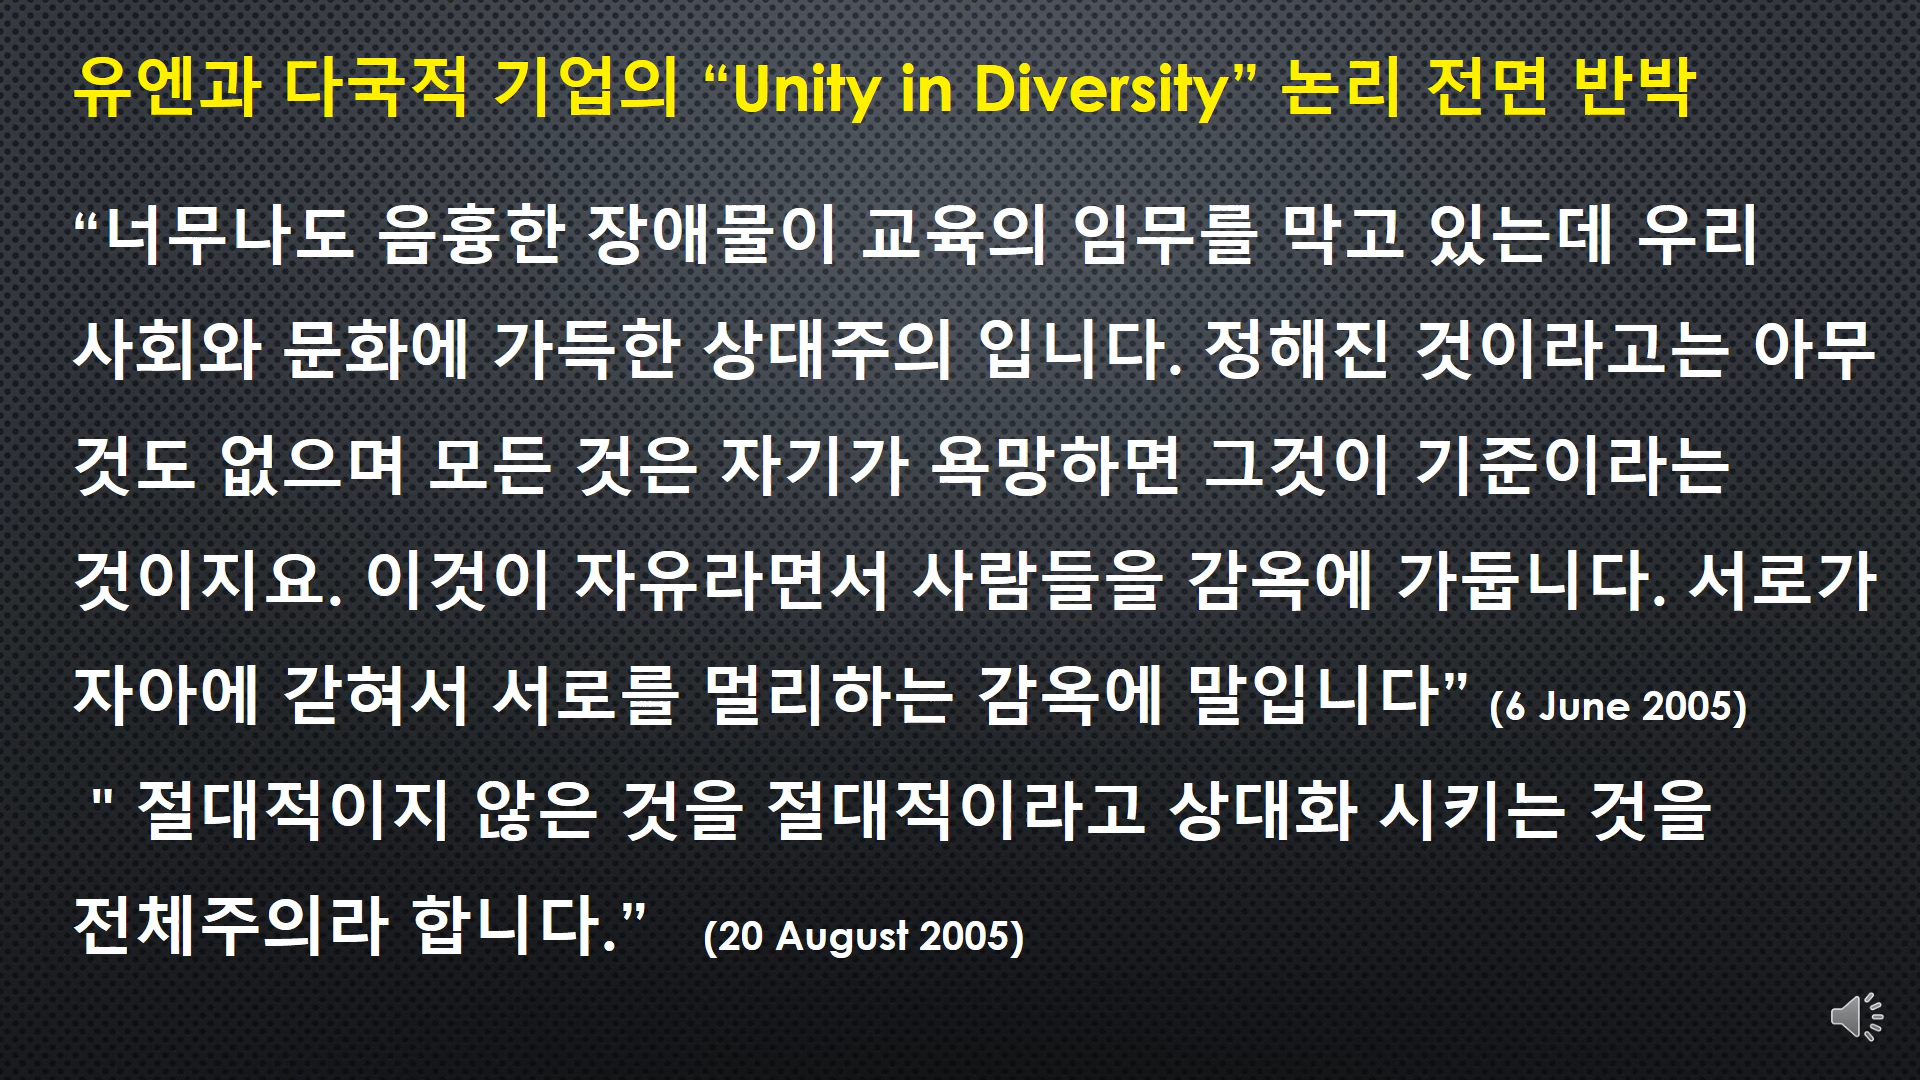 유엔과 다국적 기업의 “Unity in Diversity” 논리 전면 반박
“너무나도 음흉한 장애물이 교육의 임무를 막고 있는데 우리
사회와 문화에 가득한 상대주의 입니다. 정해진 것이라고는 아무
것도 없으며 모든 것은 자기가 욕망하면 그것이 기준이라는
것이지요. 이것이 자유라면서 사람들을 감옥에 가둡니다. 서로가
자아에 갇혀서 서로를 멀리하는 감옥에 말입니다” (6 June 2005)
" 절대적이지 않은 것을 절대적이라고 상대화 시키는 것을
전체주의라 합니다.” (20 August 2005)